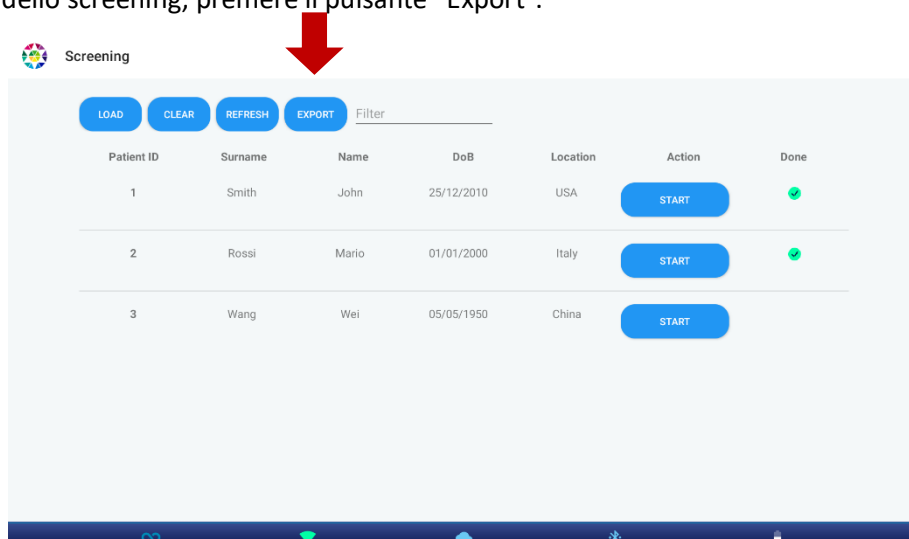 dello screening, premere il pulsante "Export".
Screening
LOAD CLEAR REFRESH EXPORT Filter
Patient ID Surname Name DoB Location Action Done
1 Smith John 25/12/2010 USA START
2 Rossi Mario 01/01/2000 Italy START
3 Wang Wei 05/05/1950 China START